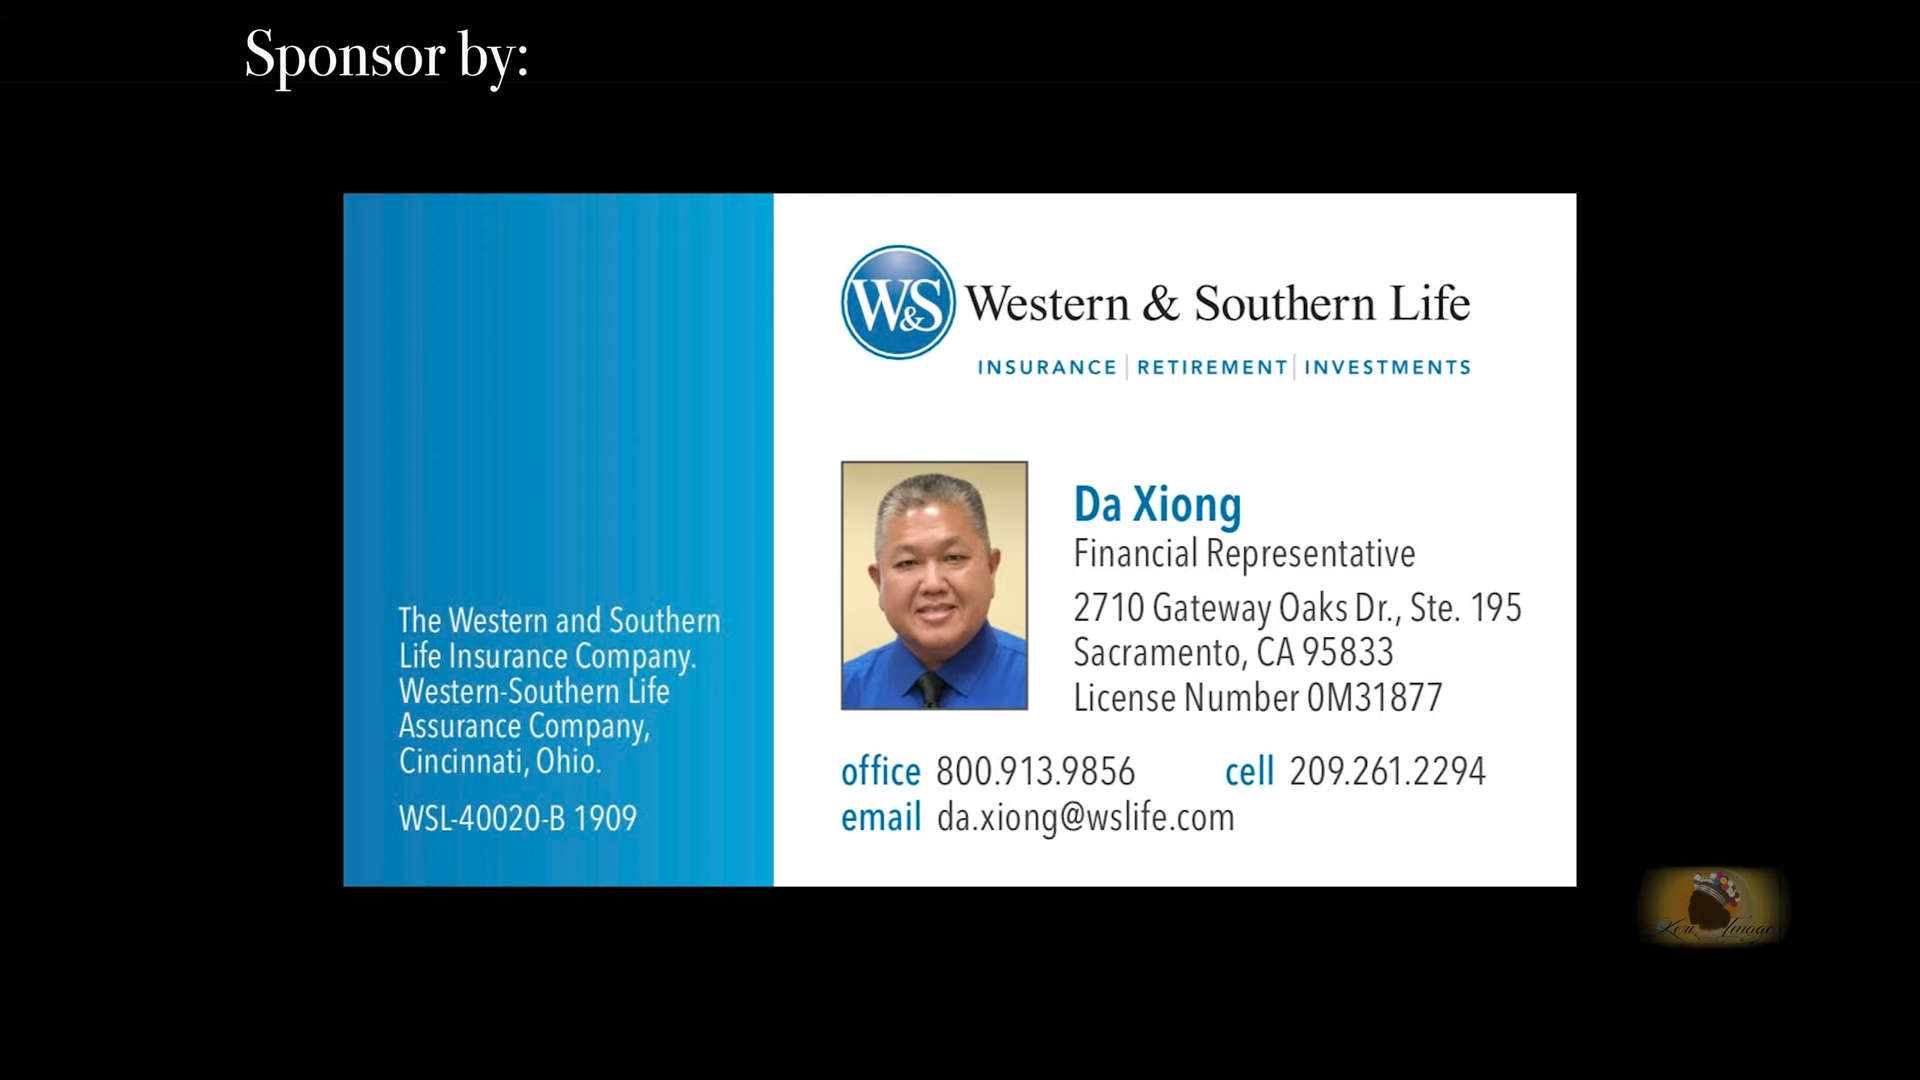 Sponsor by:
W&S Western & Southern Life
INSURANCE | RETIREMENT | INVESTMENTS
Da Xiong
Financial Representative
2710 Gateway Oaks Dr., Ste. 195
Sacramento, CA 95833
License Number 0M31877
office 800.913.9856 cell 209.261.2294
email da.xiong@wslife.com
The Western and Southern
Life Insurance Company.
Western-Southern Life
Assurance Company,
Cincinnati, Ohio.
WSL-40020-B 1909
Image